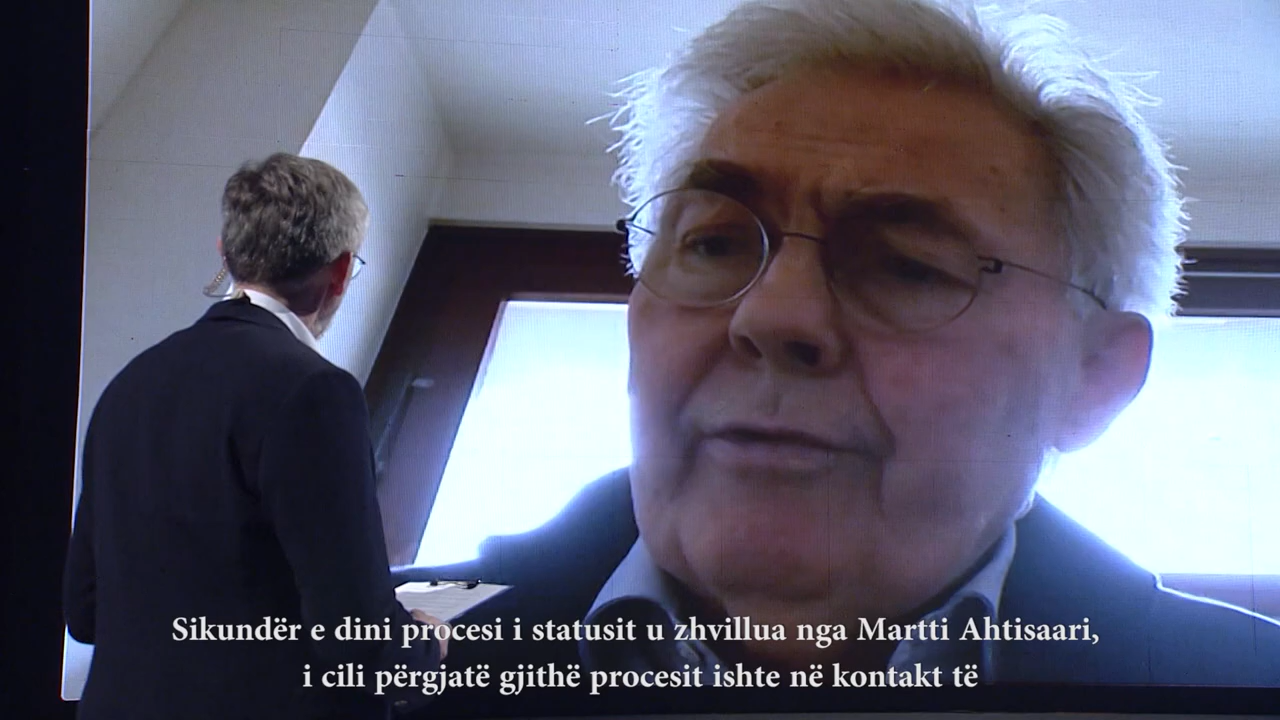 Sikundër e dini procesi i statusit u zhvillua nga Martti Ahtisaari,
i cili përgjatë gjithë procesit ishte në kontakt të